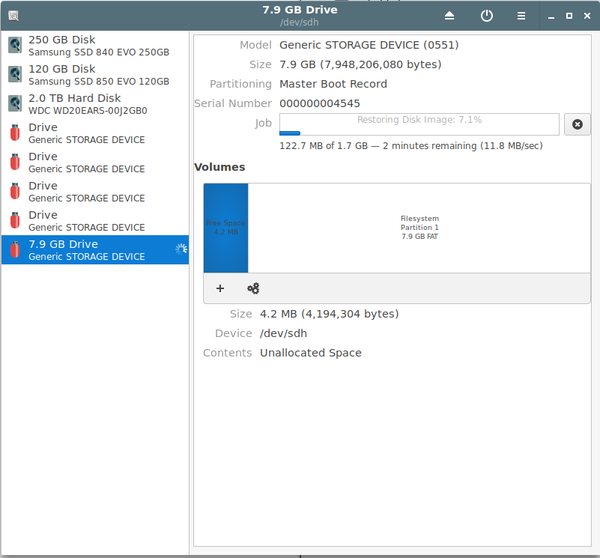 7.9 GB Drive
/dev/sdh
250 GB Disk
Samsung SSD 840 EVO 250GB
120 GB Disk
Samsung SSD 850 EVO 120GB
2.0 TB Hard Disk
WDC WD20EARS-00J2GB0
Drive
Generic STORAGE DEVICE
Drive
Generic STORAGE DEVICE
Drive
Generic STORAGE DEVICE
Drive
Generic STORAGE DEVICE
7.9 GB Drive
Generic STORAGE DEVICE
Model Generic STORAGE DEVICE (0551)
Size 7.9 GB (7,948,206,080 bytes)
Partitioning Master Boot Record
Serial Number 000000004545
Job Restoring Disk Image: 7.1%
122.7 MB of 1.7 GB — 2 minutes remaining (11.8 MB/sec)
Volumes
Free Space
4.2 MB
Filesystem
Partition 1
7.9 GB FAT
Size 4.2 MB (4,194,304 bytes)
Device /dev/sdh
Contents Unallocated Space